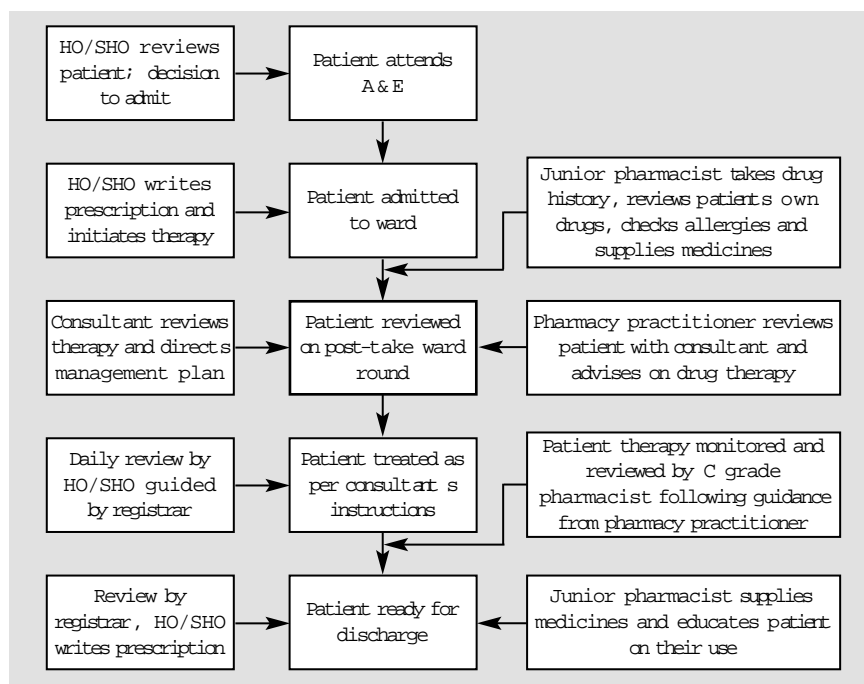 HO/SHO reviews
patient; decision
to admit
Patient attends
A & E
HO/SHO writes
prescription and
initiates therapy
Patient admitted
to ward
Junior pharmacist takes drug
history, reviews patients own
drugs, checks allergies and
supplies medicines
Consultant reviews
therapy and directs
management plan
Patient reviewed
on post-take ward
round
Pharmacy practitioner reviews
patient with consultant and
advises on drug therapy
Daily review by
HO/SHO guided
by registrar
Patient treated as
per consultant s
instructions
Patient therapy monitored and
reviewed by C grade
pharmacist following guidance
from pharmacy practitioner
Review by
registrar, HO/SHO
writes prescription
Patient ready for
discharge
Junior pharmacist supplies
medicines and educates patient
on their use